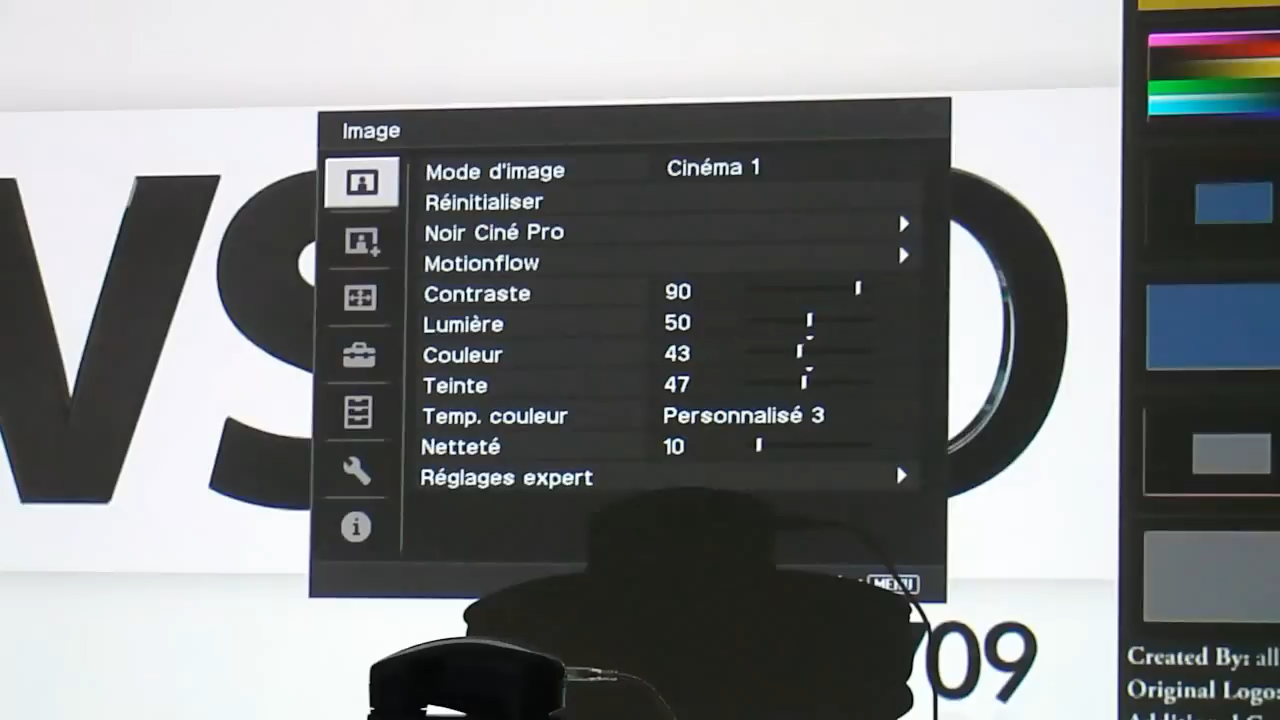 Image
Mode d'image Cinéma 1
Réinitialiser
Noir Ciné Pro
Motionflow
Contraste 90
Lumière 50
Couleur 43
Teinte 47
Temp. couleur Personnalisé 3
Netteté 10
Réglages expert
MENU
VS
09
Created By: all
Original Logo: